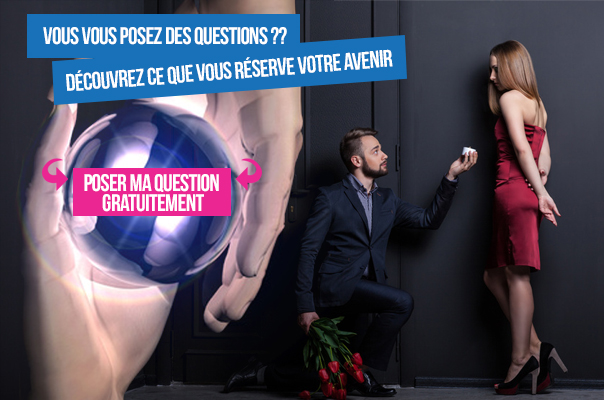 VOUS VOUS POSEZ DES QUESTIONS ??
DÉCOUVREZ CE QUE VOUS RÉSERVE VOTRE AVENIR
POSER MA QUESTION
GRATUITEMENT